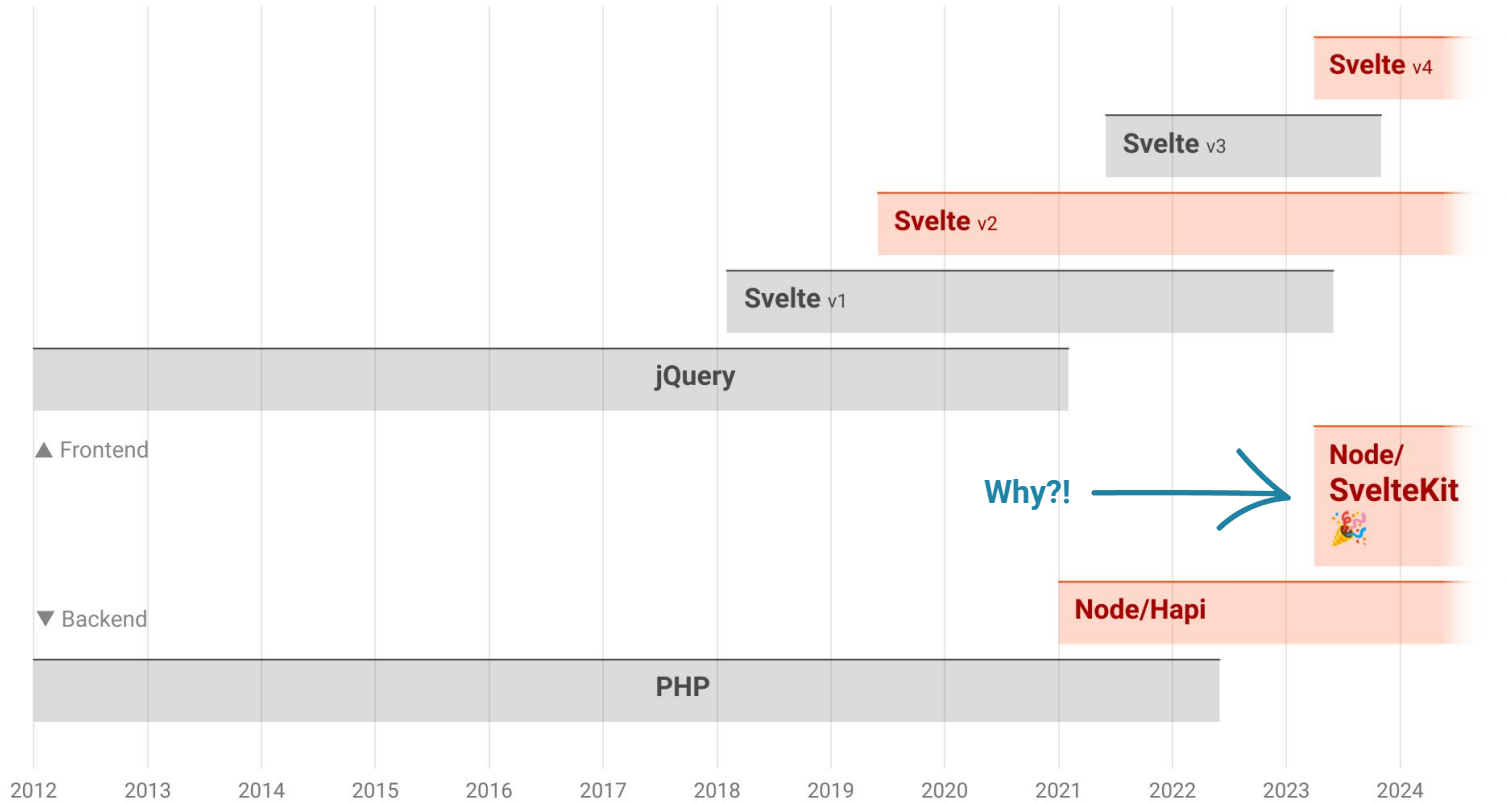 Svelte v4
Svelte v3
Svelte v2
Svelte v1
jQuery
▲ Frontend
Node/
SvelteKit
🎉
Why?!
▼ Backend
Node/Hapi
PHP
2012 2013 2014 2015 2016 2017 2018 2019 2020 2021 2022 2023 2024